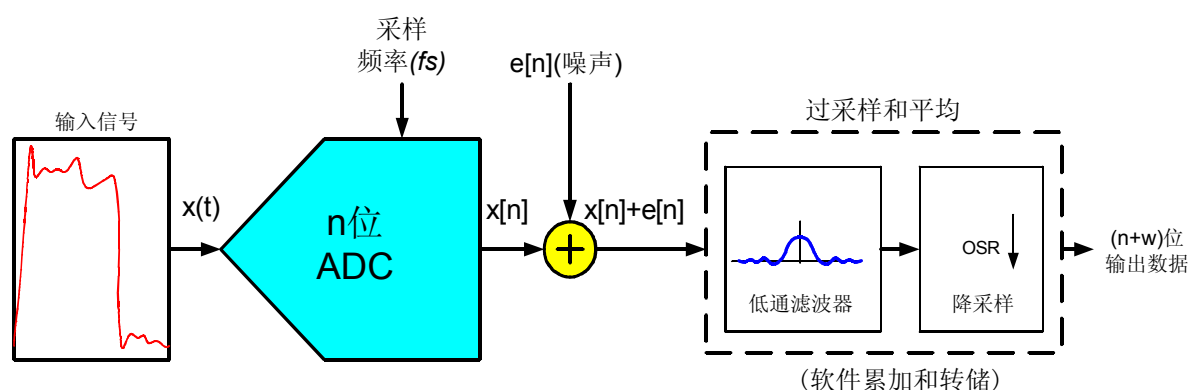 采样
频率(fs)
e[n](噪声)
过采样和平均
输入信号
x(t)
n位
ADC
x[n]
x[n]+e[n]
OSR
低通滤波器
降采样
(n+w)位
输出数据
(软件累加和转储)